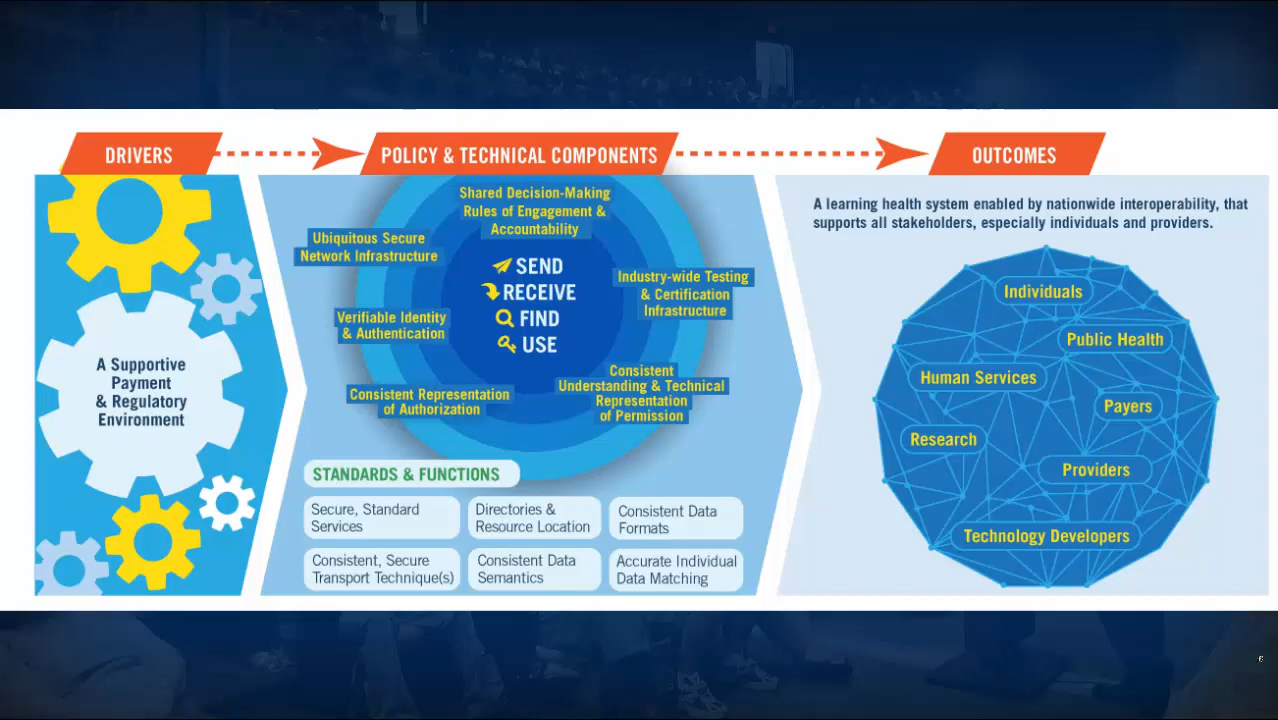 DRIVERS
POLICY & TECHNICAL COMPONENTS
OUTCOMES
A Supportive
Payment
& Regulatory
Environment
Shared Decision-Making
Rules of Engagement &
Accountability
Ubiquitous Secure
Network Infrastructure
SEND
RECEIVE
FIND
USE
Industry-wide Testing
& Certification
Infrastructure
Verifiable Identity
& Authentication
Consistent Representation
of Authorization
Consistent
Understanding & Technical
Representation
of Permission
STANDARDS & FUNCTIONS
Secure, Standard
Services
Directories &
Resource Location
Consistent Data
Formats
Consistent, Secure
Transport Technique(s)
Consistent Data
Semantics
Accurate Individual
Data Matching
A learning health system enabled by nationwide interoperability, that
supports all stakeholders, especially individuals and providers.
Individuals
Public Health
Human Services
Payers
Research
Providers
Technology Developers